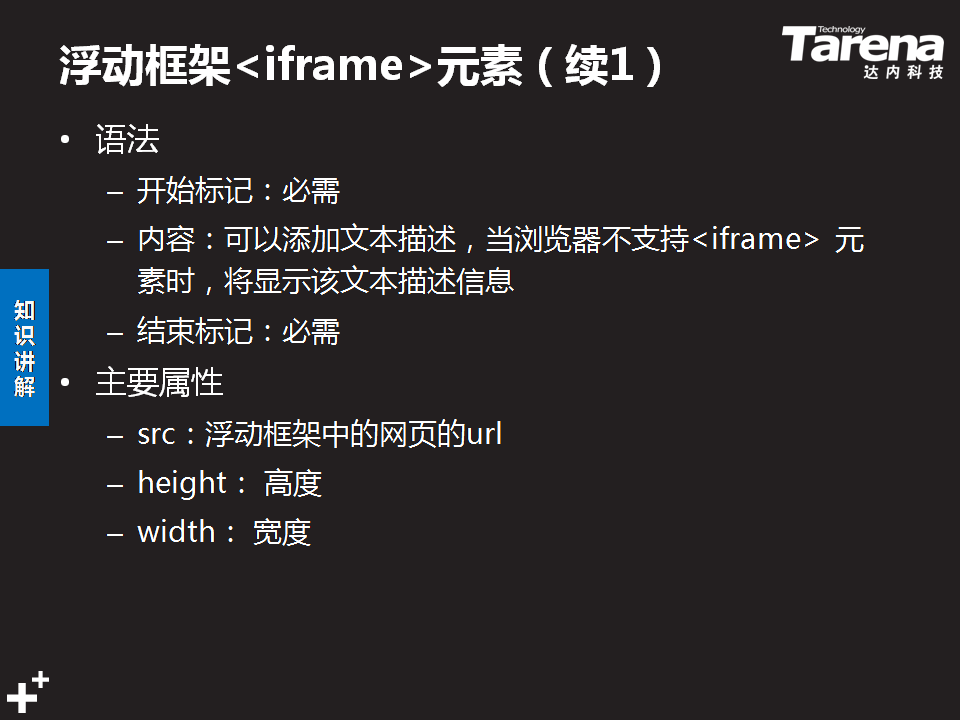 浮动框架<iframe>元素（续1）
Technology
Tarena
达内科技
• 语法
– 开始标记：必需
– 内容：可以添加文本描述，当浏览器不支持<iframe> 元
素时，将显示该文本描述信息
– 结束标记：必需
知识讲解
• 主要属性
– src：浮动框架中的网页的url
– height： 高度
– width： 宽度